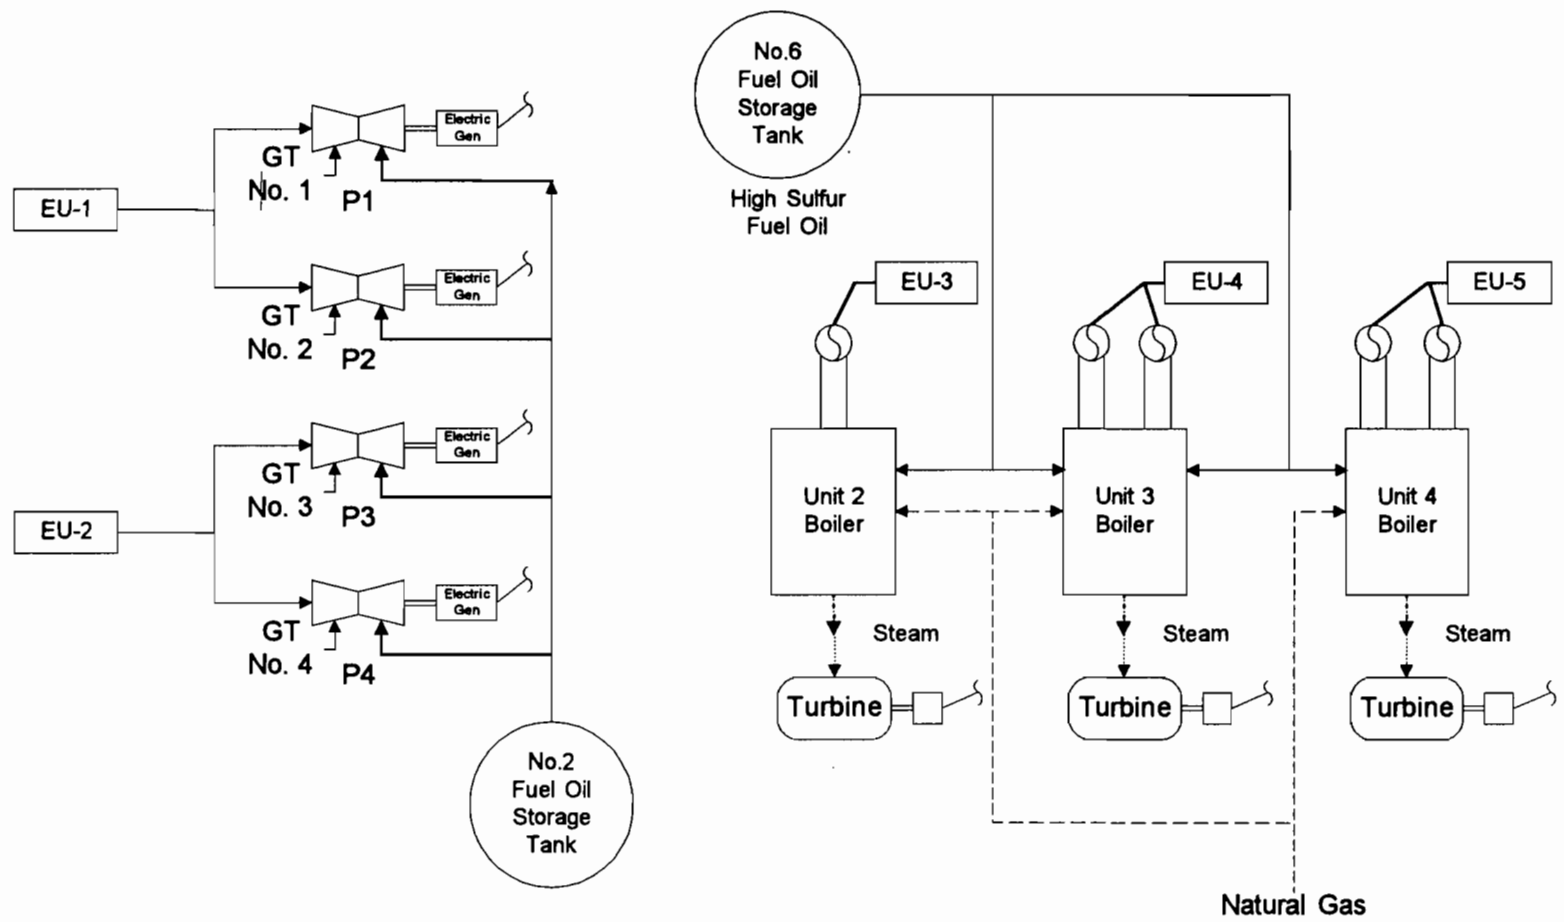 EU-1
GT
No. 1
P1
Electric
Gen
GT
No. 2
P2
Electric
Gen
EU-2
GT
No. 3
P3
Electric
Gen
GT
No. 4
P4
Electric
Gen
No.2
Fuel Oil
Storage
Tank
No.6
Fuel Oil
Storage
Tank
High Sulfur
Fuel Oil
EU-3
EU-4
EU-5
Unit 2
Boiler
Unit 3
Boiler
Unit 4
Boiler
Steam
Steam
Steam
Turbine
Turbine
Turbine
Natural Gas